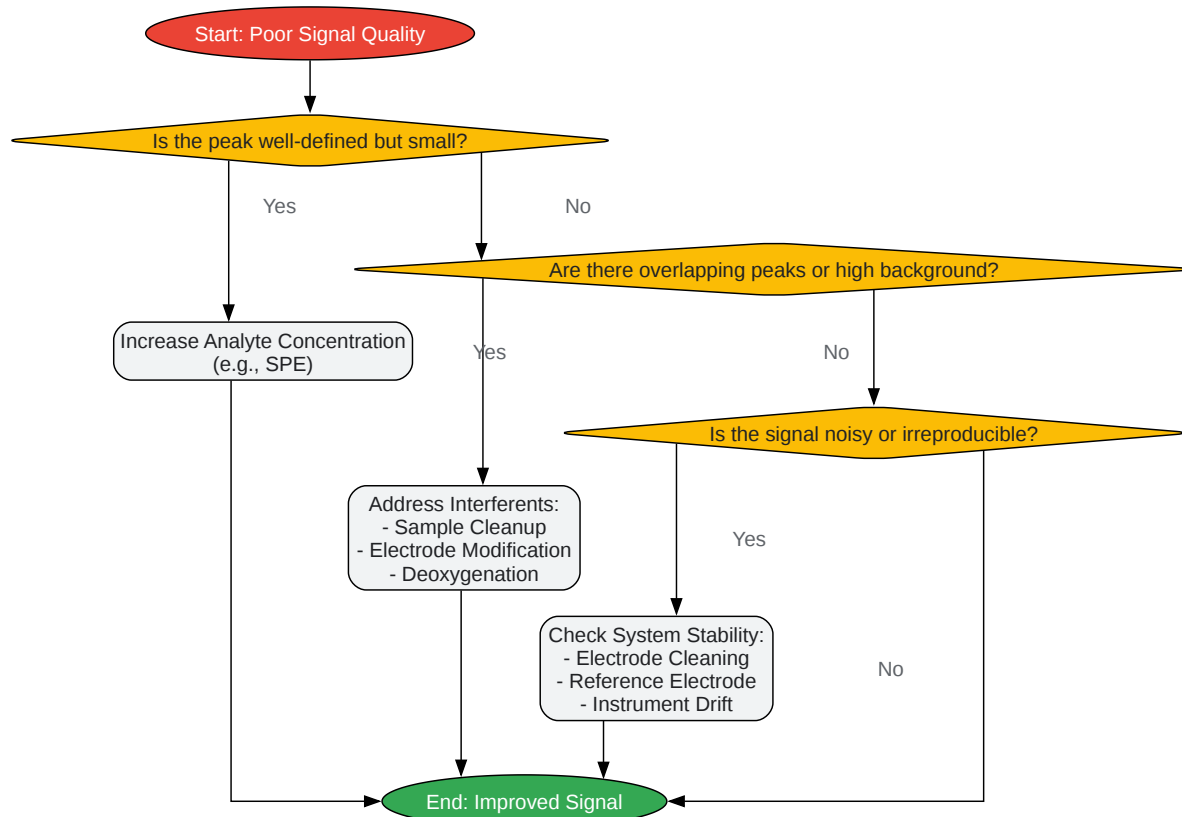 Start: Poor Signal Quality
Is the peak well-defined but small?
Yes
No
Are there overlapping peaks or high background?
Increase Analyte Concentration
(e.g., SPE)
Yes
No
Is the signal noisy or irreproducible?
Address Interferents:
- Sample Cleanup
- Electrode Modification
- Deoxygenation
Yes
Check System Stability:
- Electrode Cleaning
- Reference Electrode
- Instrument Drift
No
End: Improved Signal